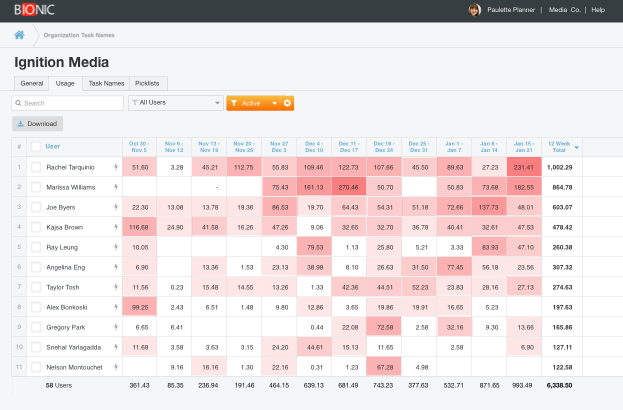 BIONIC
Paulette Planner | Media Co. | Help
Organization Task Names
Ignition Media
General Usage Task Names Picklists
Search All Users Active
Download
# User Oct 30 - Nov 5 Nov 6 - Nov 12 Nov 13 - Nov 19 Nov 20 - Nov 26 Nov 27 Dec 3 Dec 4 - Dec 10 Dec 11 - Dec 17 Dec 18 - Dec 24 Dec 25 - Dec 31 Jan 1 - Jan 7 Jan 8 - Jan 14 Jan 15 - Jan 21 12 Week Total
1 Rachel Tarquinio 51.60 3.28 45.21 112.75 55.83 109.46 122.73 107.66 45.50 89.63 27.23 231.41 1,002.29
2 Marissa Williams - 75.43 161.13 270.46 50.70 50.83 73.68 182.55 864.78
3 Joe Byers 22.30 13.08 13.78 19.36 86.53 19.70 64.43 54.31 51.18 72.66 137.73 48.01 603.07
4 Kajsa Brown 116.68 24.90 41.58 16.26 47.26 9.06 32.65 32.70 36.78 40.41 32.61 47.53 478.42
5 Ray Leung 10.05 4.30 79.53 1.13 25.80 5.21 3.33 83.93 47.10 260.38
6 Angelina Eng 6.90 13.36 1.53 23.13 38.98 8.10 26.63 31.50 77.45 56.18 23.56 307.32
7 Taylor Tosh 11.56 0.23 15.48 14.55 13.26 1.33 42.36 44.51 52.23 23.83 28.16 27.13 274.63
8 Alex Bonkoski 99.25 2.43 6.51 1.48 9.80 12.86 3.65 19.86 19.91 16.65 5.23 197.63
9 Gregory Park 6.65 6.41 0.44 22.08 72.58 2.58 32.16 9.30 13.66 165.86
10 Snehal Yarlagadda 11.68 3.58 3.63 3.15 24.20 44.61 15.13 11.65 2.58 6.90 127.11
11 Nelson Montouchet 9.16 16.16 1.30 22.16 0.31 1.23 67.28 4.98 122.58
58 Users 361.43 85.35 236.94 191.46 464.15 639.13 681.49 743.23 377.63 532.71 871.65 993.49 6,338.50